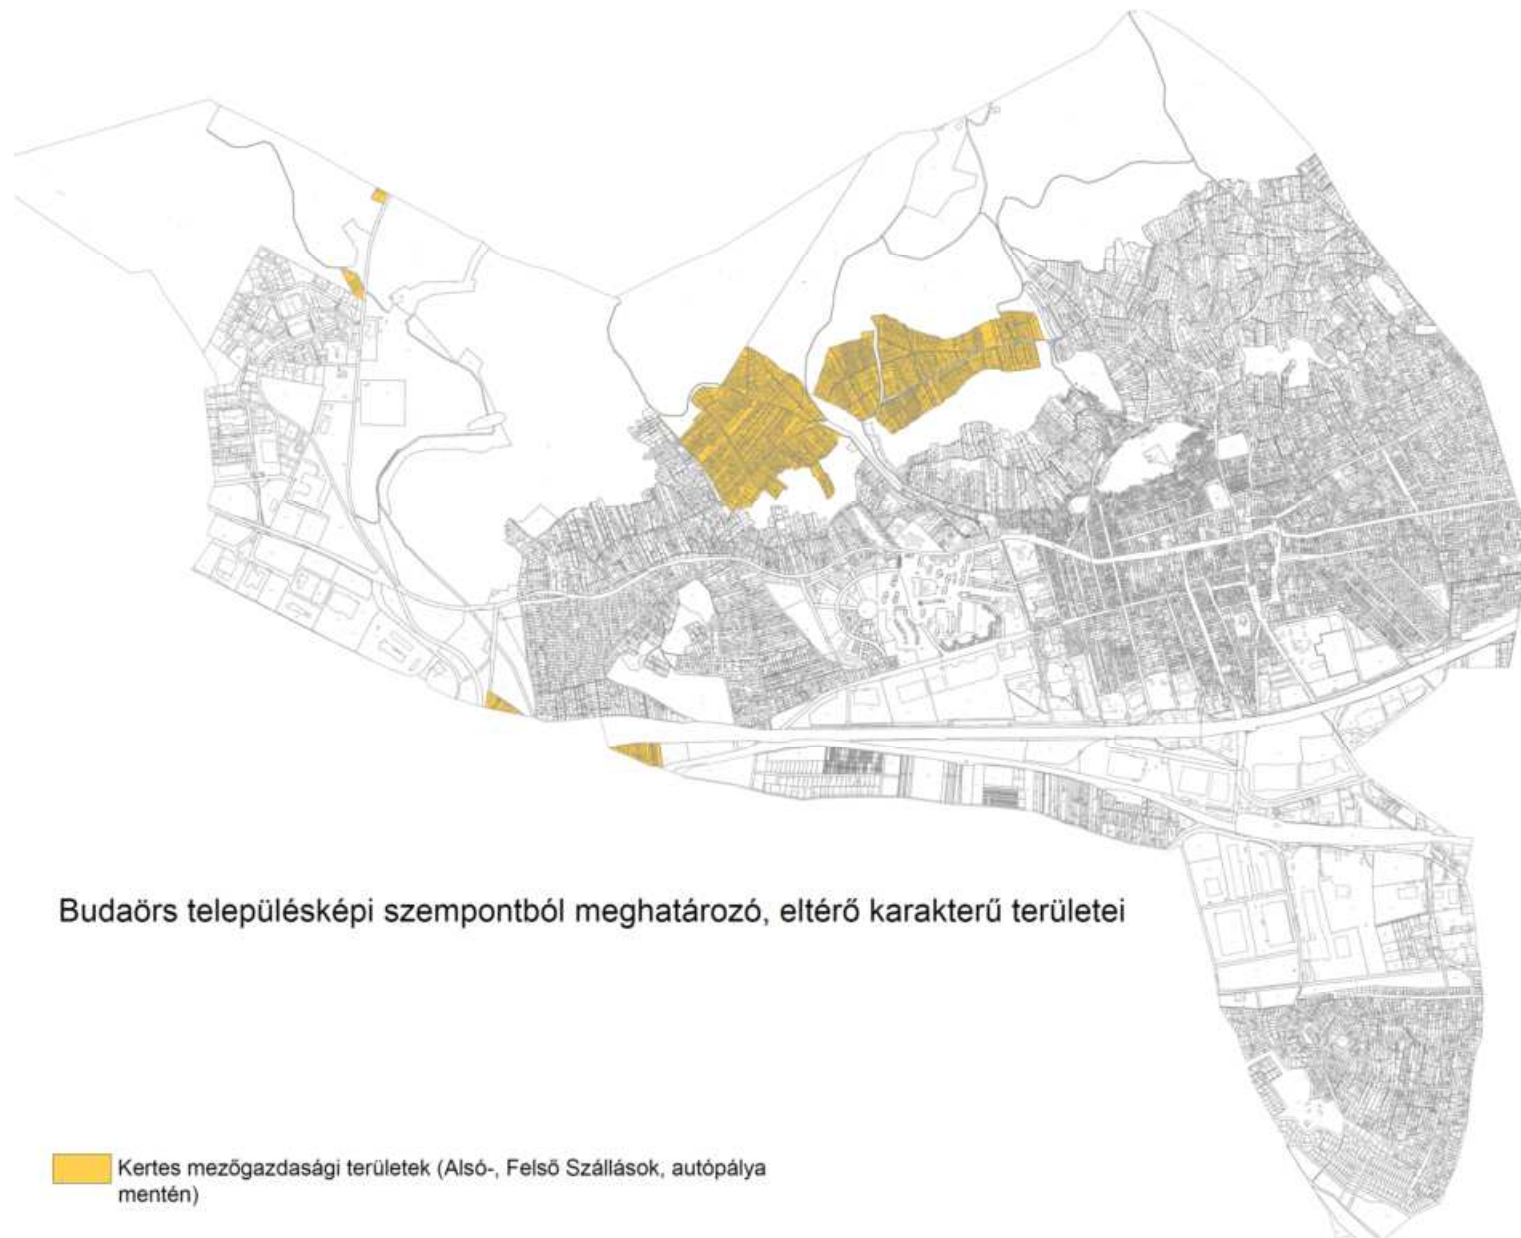 Budaörs településképi szempontból meghatározó, eltérő karakterű területei
Kertes mezőgazdasági területek (Alsó-, Felső Szállások, autópálya
mentén)